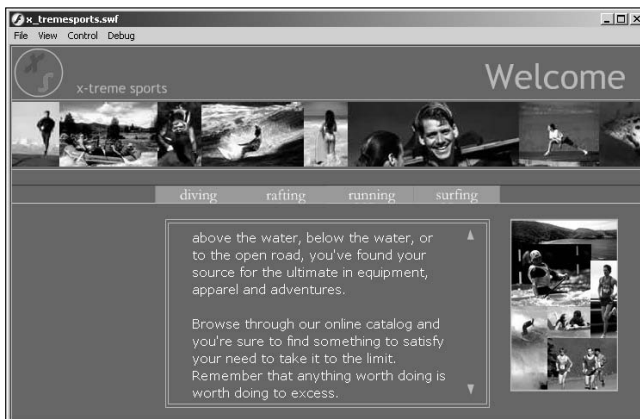 x_tremesports.swf
File View Control Debug
XS
x-treme sports
Welcome
diving rafting running surfing
above the water, below the water, or
to the open road, you've found your
source for the ultimate in equipment,
apparel and adventures.
Browse through our online catalog and
you're sure to find something to satisfy
your need to take it to the limit.
Remember that anything worth doing is
worth doing to excess.